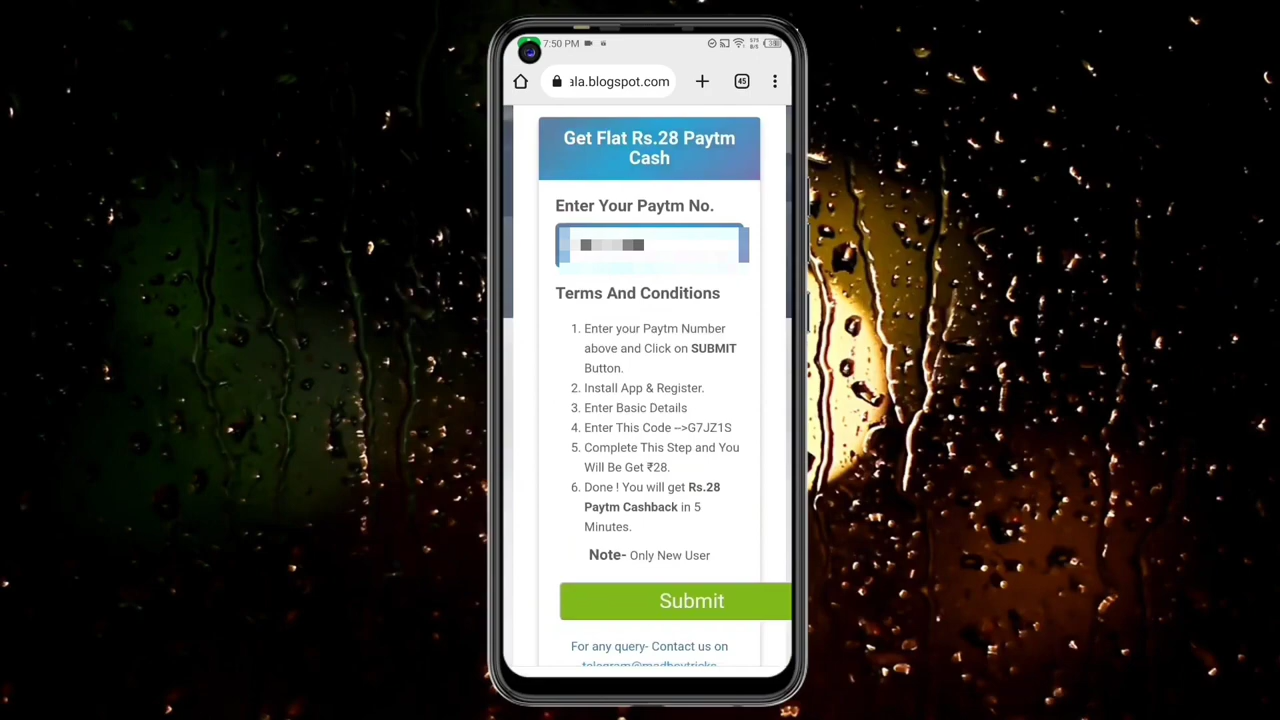 7:50 PM
ala.blogspot.com
45
Get Flat Rs.28 Paytm
Cash
Enter Your Paytm No.
Terms And Conditions
1. Enter your Paytm Number
above and Click on SUBMIT
Button.
2. Install App & Register.
3. Enter Basic Details
4. Enter This Code -->G7JZ1S
5. Complete This Step and You
Will Be Get ₹28.
6. Done ! You will get Rs.28
Paytm Cashback in 5
Minutes.
Note- Only New User
Submit
For any query- Contact us on
telegram@madboytricks